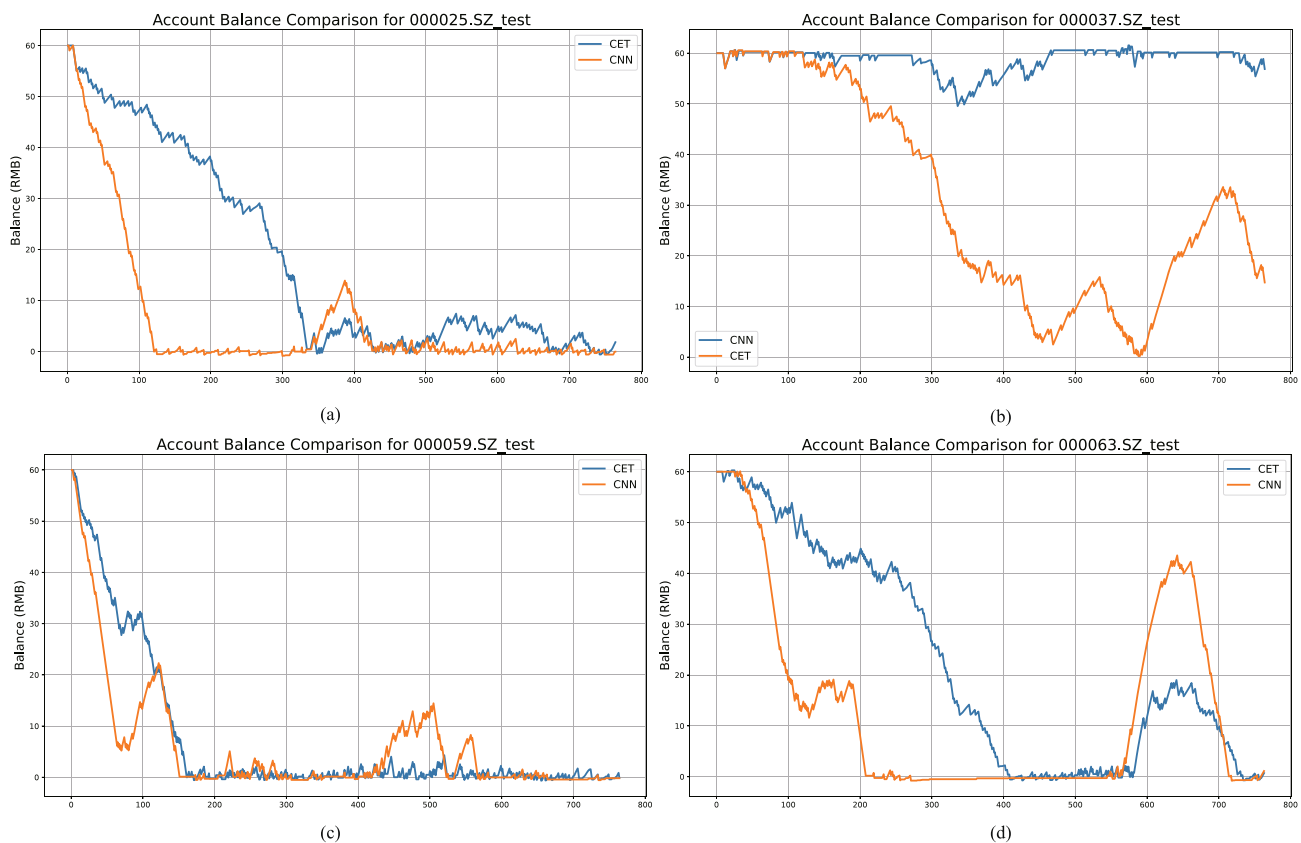 Account Balance Comparison for 000025.SZ_test
CET
CNN
Balance (RMB)
60
50
40
30
20
10
0
0 100 200 300 400 500 600 700 800
(a)
Account Balance Comparison for 000037.SZ_test
Balance (RMB)
60
50
40
30
20
10
0
CNN
CET
0 100 200 300 400 500 600 700 800
(b)
Account Balance Comparison for 000059.SZ_test
CET
CNN
Balance (RMB)
60
50
40
30
20
10
0
0 100 200 300 400 500 600 700 800
(c)
Account Balance Comparison for 000063.SZ_test
CET
CNN
Balance (RMB)
60
50
40
30
20
10
0
0 100 200 300 400 500 600 700 800
(d)